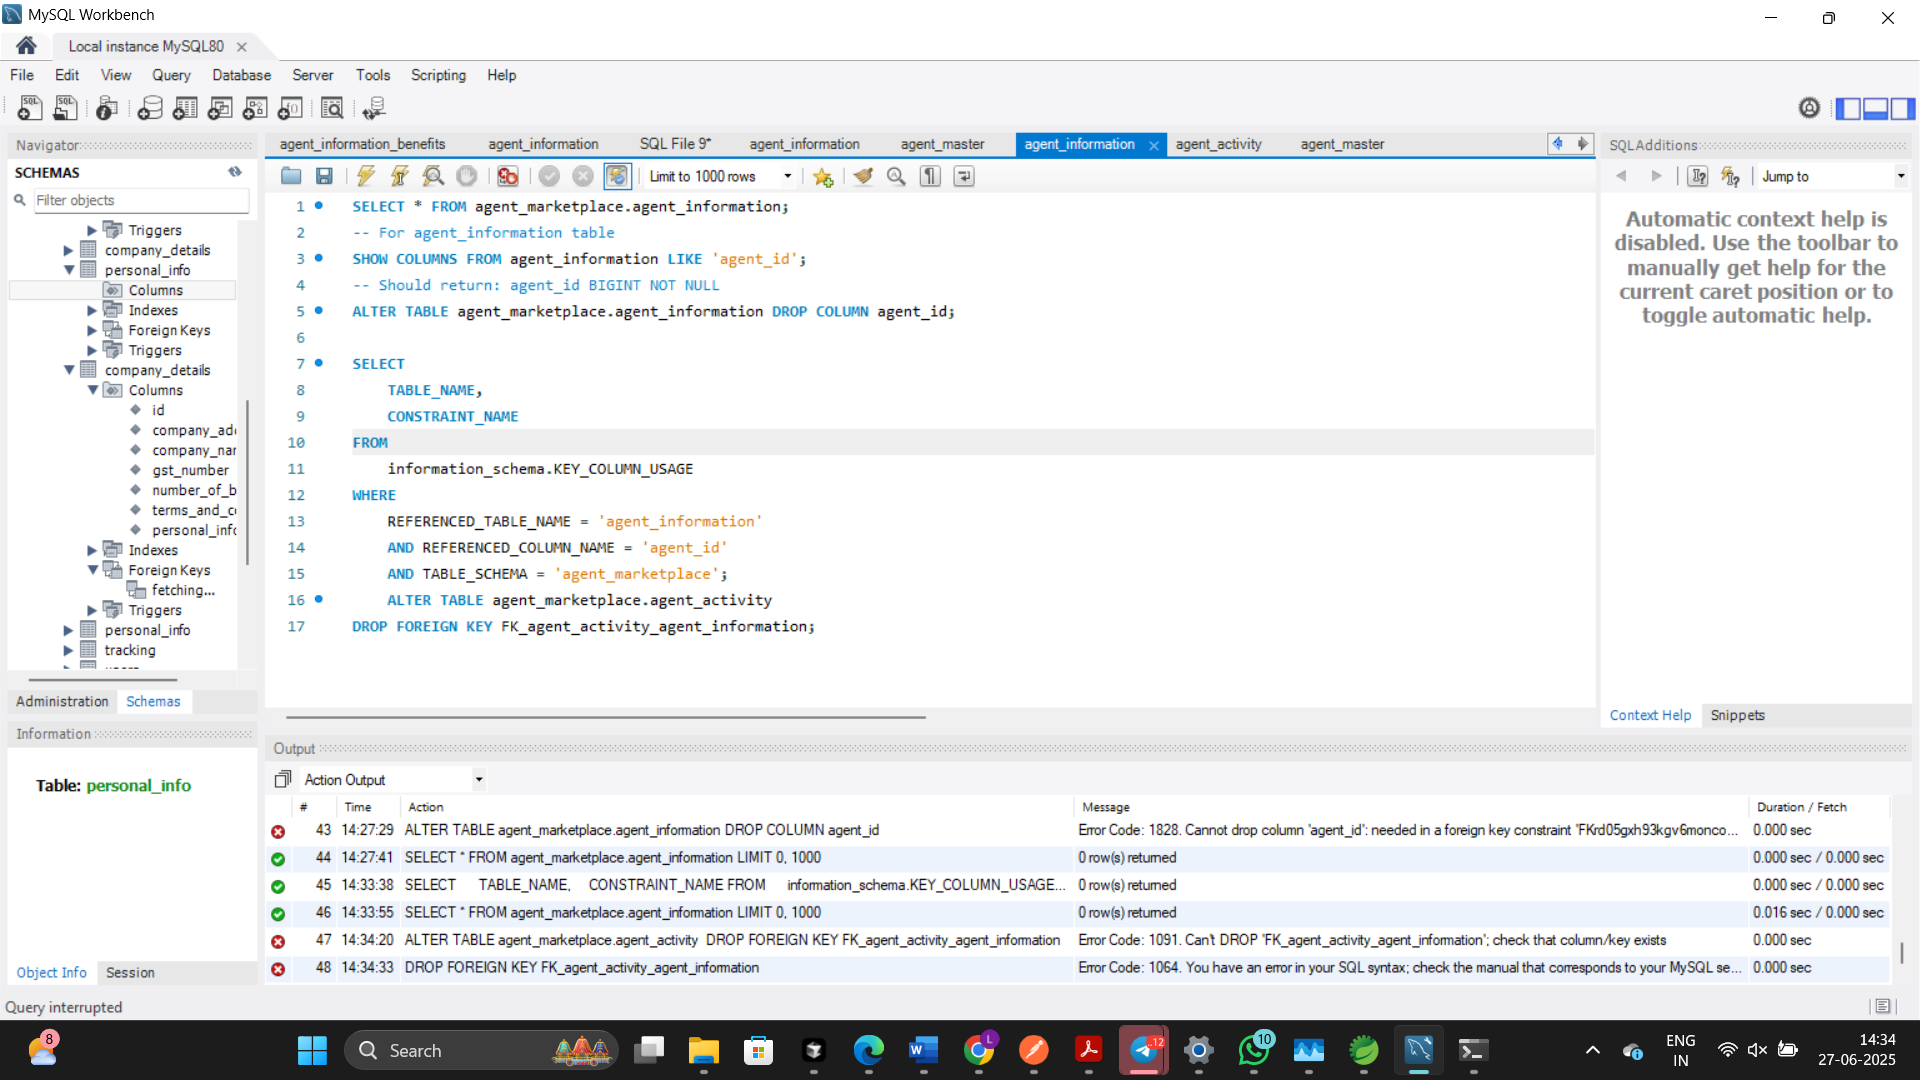 MySQL Workbench
Local instance MySQL80
File Edit View Query Database Server Tools Scripting Help
Navigator
SCHEMAS
Filter objects
Triggers
company_details
personal_info
Columns
Indexes
Foreign Keys
Triggers
company_details
Columns
id
company_ad
company_nar
gst_number
number_of_b
terms_and_c
personal_info
Indexes
Foreign Keys
fetching...
Triggers
personal_info
tracking
Administration Schemas
Information
Table: personal_info
Object Info Session
Query interrupted
agent_information_benefits agent_information SQL File 9* agent_information agent_master agent_information agent_activity agent_master
Limit to 1000 rows
1 SELECT * FROM agent_marketplace.agent_information;
2 -- For agent_information table
3 SHOW COLUMNS FROM agent_information LIKE 'agent_id';
4 -- Should return: agent_id BIGINT NOT NULL
5 ALTER TABLE agent_marketplace.agent_information DROP COLUMN agent_id;
6
7 SELECT
8 TABLE_NAME,
9 CONSTRAINT_NAME
10 FROM
11 information_schema.KEY_COLUMN_USAGE
12 WHERE
13 REFERENCED_TABLE_NAME = 'agent_information'
14 AND REFERENCED_COLUMN_NAME = 'agent_id'
15 AND TABLE_SCHEMA = 'agent_marketplace';
16 ALTER TABLE agent_marketplace.agent_activity
17 DROP FOREIGN KEY FK_agent_activity_agent_information;
SQLAdditions
Jump to
Automatic context help is
disabled. Use the toolbar to
manually get help for the
current caret position or to
toggle automatic help.
Context Help Snippets
Output
Action Output
# Time Action Message Duration / Fetch
43 14:27:29 ALTER TABLE agent_marketplace.agent_information DROP COLUMN agent_id Error Code: 1828. Cannot drop column 'agent_id': needed in a foreign key constraint 'FKrd05gxh93kgv6monco... 0.000 sec
44 14:27:41 SELECT * FROM agent_marketplace.agent_information LIMIT 0, 1000 0 row(s) returned 0.000 sec / 0.000 sec
45 14:33:38 SELECT TABLE_NAME, CONSTRAINT_NAME FROM information_schema.KEY_COLUMN_USAGE... 0 row(s) returned 0.000 sec / 0.000 sec
46 14:33:55 SELECT * FROM agent_marketplace.agent_information LIMIT 0, 1000 0 row(s) returned 0.016 sec / 0.000 sec
47 14:34:20 ALTER TABLE agent_marketplace.agent_activity DROP FOREIGN KEY FK_agent_activity_agent_information Error Code: 1091. Can't DROP 'FK_agent_activity_agent_information'; check that column/key exists 0.000 sec
48 14:34:33 DROP FOREIGN KEY FK_agent_activity_agent_information Error Code: 1064. You have an error in your SQL syntax; check the manual that corresponds to your MySQL se... 0.000 sec
8
Search
L
..12
10
ENG
IN
14:34
27-06-2025